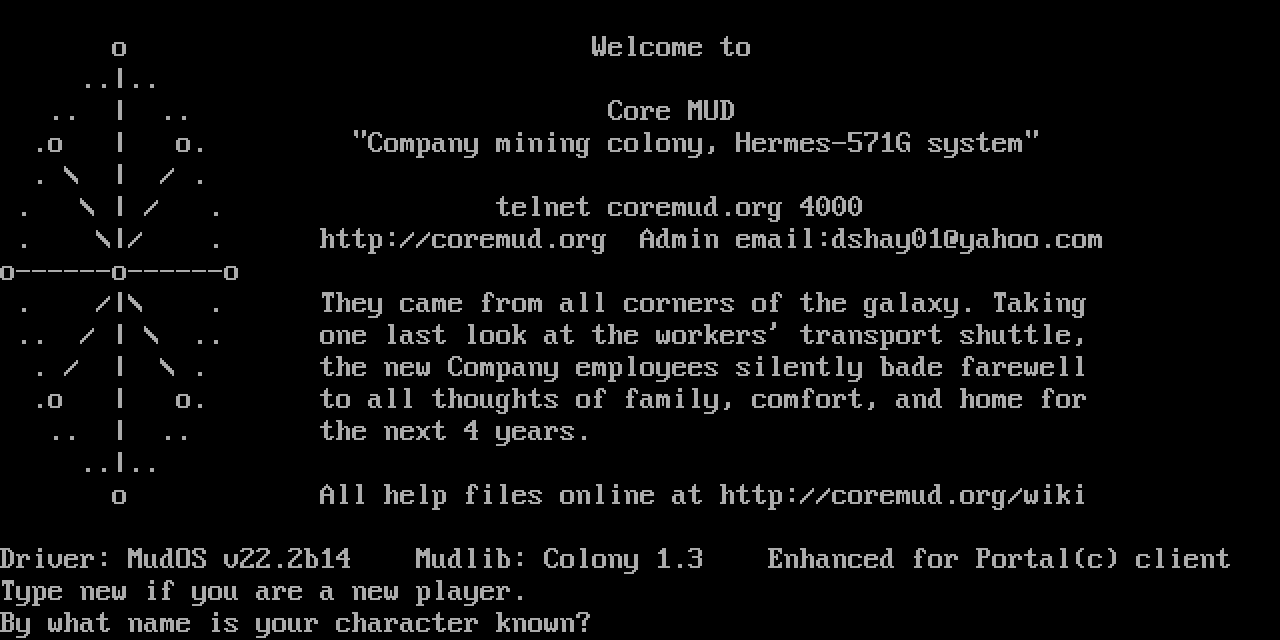 Welcome to
Core MUD
"Company mining colony, Hermes-571G system"
telnet coremud.org 4000
http://coremud.org  Admin email:dshay01@yahoo.com
They came from all corners of the galaxy. Taking
one last look at the workers' transport shuttle,
the new Company employees silently bade farewell
to all thoughts of family, comfort, and home for
the next 4 years.
All help files online at http://coremud.org/wiki
Driver: MudOS v22.2b14    Mudlib: Colony 1.3    Enhanced for Portal(c) client
Type new if you are a new player.
By what name is your character known?